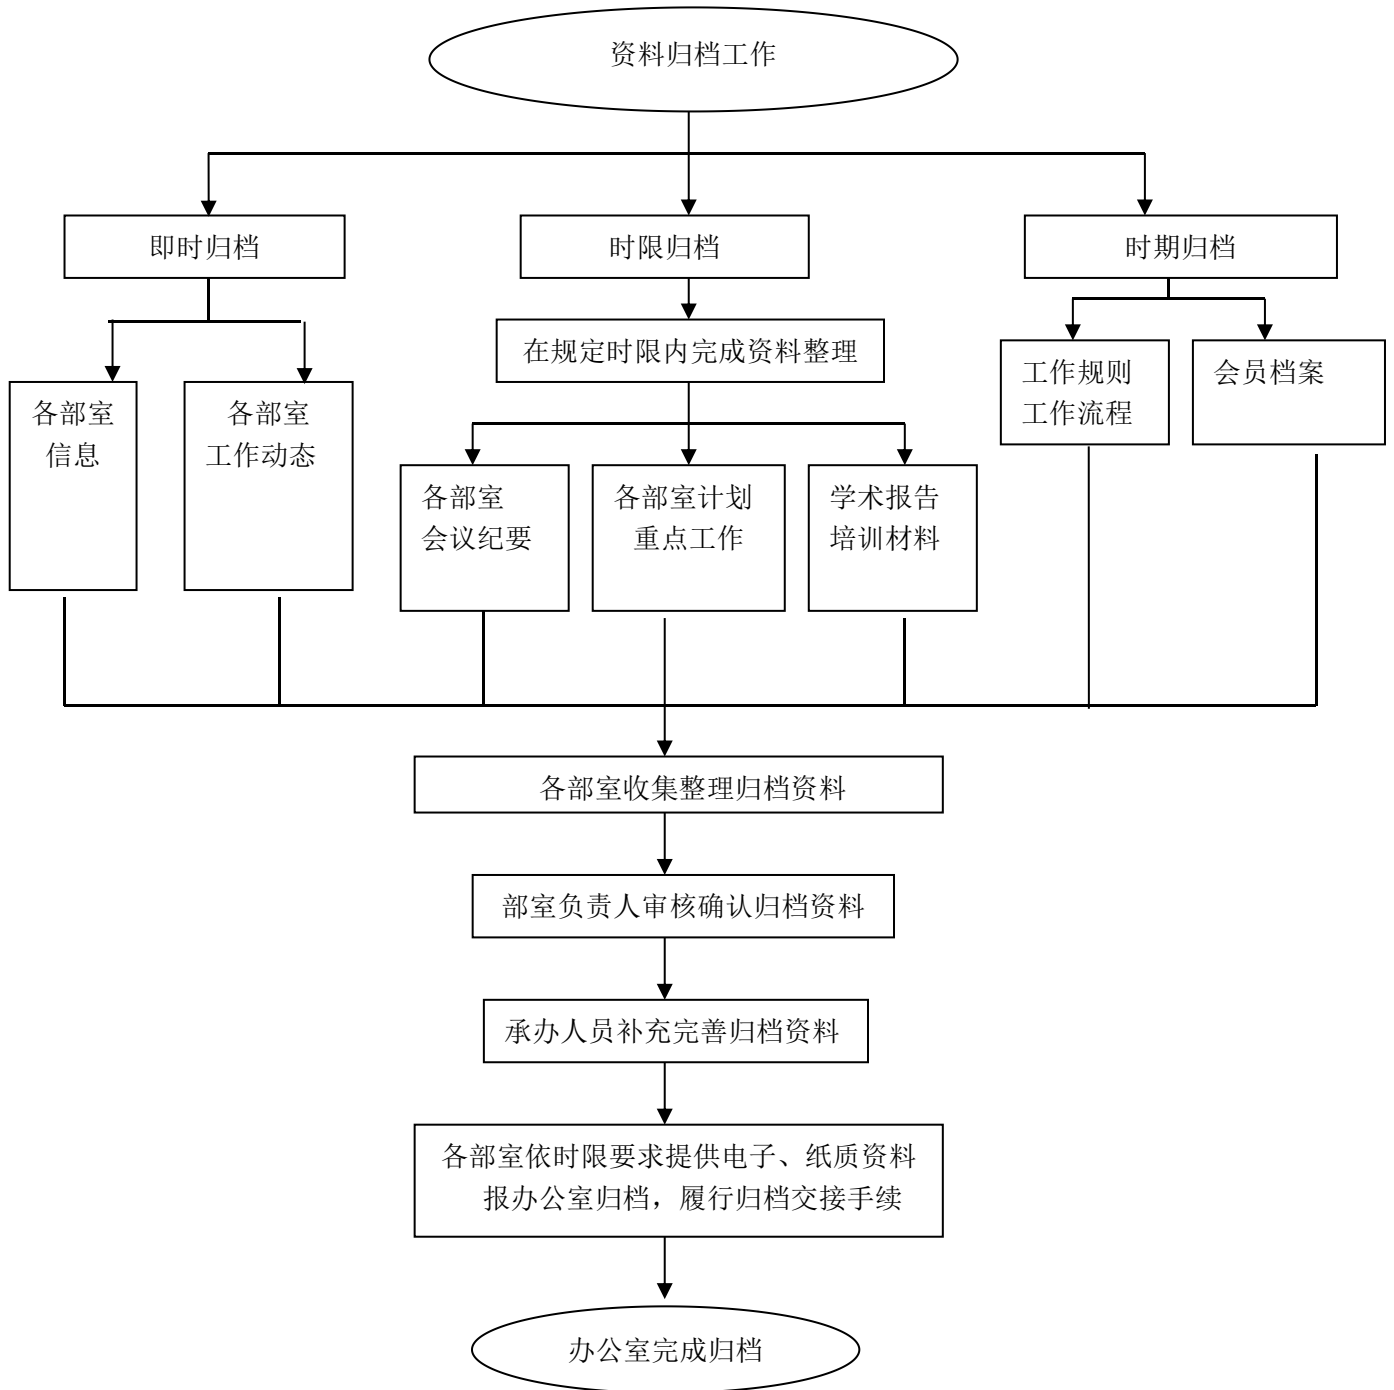 资料归档工作
即时归档
时限归档
时期归档
在规定时限内完成资料整理
各部室
信息
各部室
工作动态
各部室
会议纪要
各部室计划
重点工作
学术报告
培训材料
工作规则
工作流程
会员档案
各部室收集整理归档资料
部室负责人审核确认归档资料
承办人员补充完善归档资料
各部室依时限要求提供电子、纸质资料
报办公室归档，履行归档交接手续
办公室完成归档